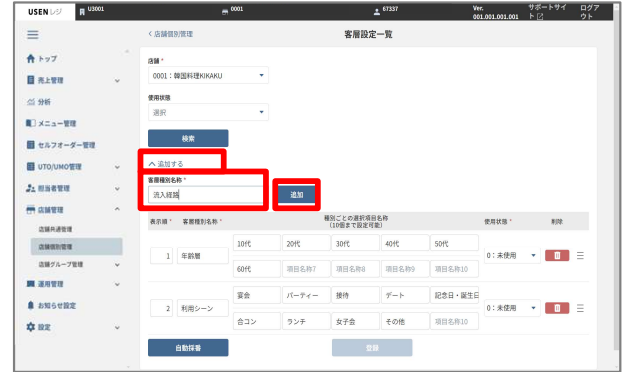 USEN レジ
U3001
0001
67337
Ver.
001.001.001.001
サポートサイト
ログアウト
トップ
売上管理
分析
メニュー管理
セルフオーダー管理
UTO/UMO管理
担当者管理
店舗管理
店舗共通管理
店舗個別管理
店舗グループ管理
運用管理
お知らせ設定
設定
< 店舗個別管理
客層設定一覧
店舗 *
0001：韓国料理KIKAKU
使用状態
選択
検索
追加する
客層種別名称 *
流入経路
追加
表示順 * 客層種別名称 * 種別ごとの選択項目名称 使用状態 * 削除
(10個まで設定可能)
1 年齢層 10代 20代 30代 40代 50代 0：未使用
60代 項目名称7 項目名称8 項目名称9 項目名称10
2 利用シーン 宴会 パーティー 接待 デート 記念日・誕生日 0：未使用
合コン ランチ 女子会 その他 項目名称10
自動採番 登録